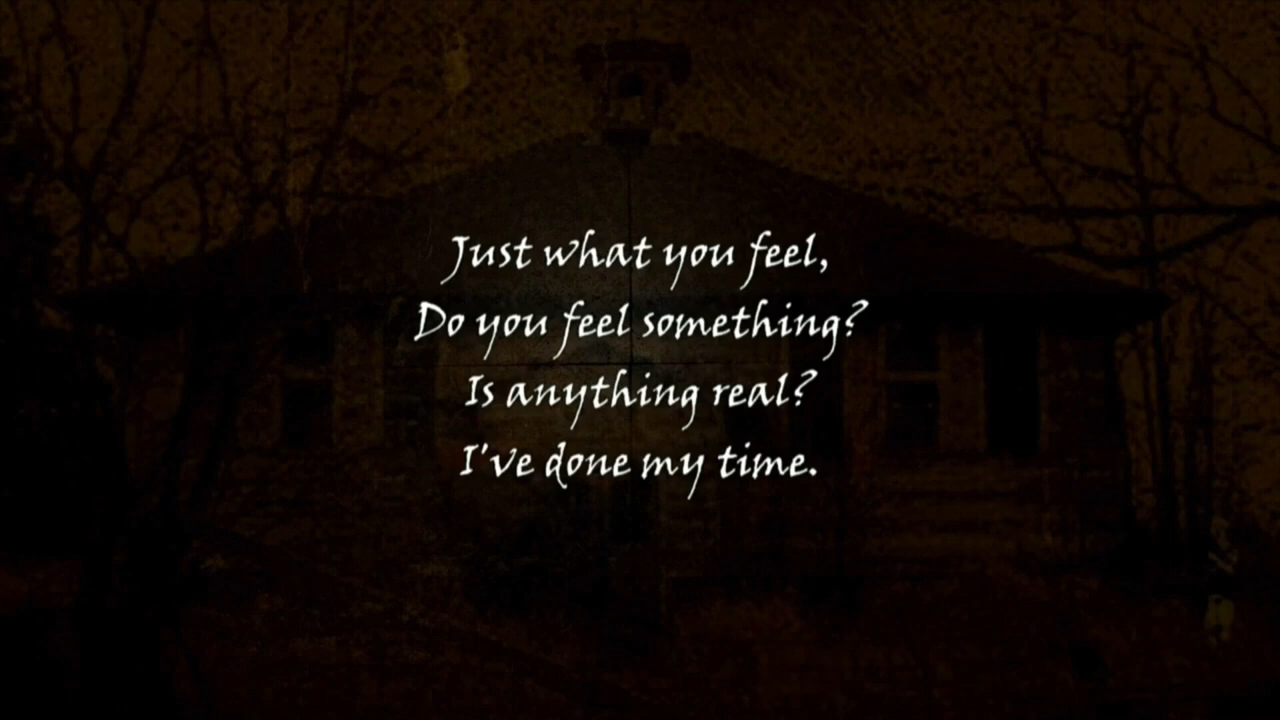 Just what you feel,
Do you feel something?
Is anything real?
I've done my time.